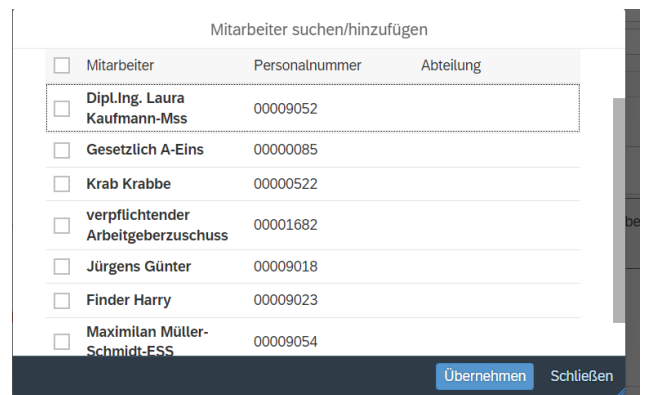 Mitarbeiter suchen/hinzufügen
Mitarbeiter Personalnummer Abteilung
Dipl.Ing. Laura
Kaufmann-Mss 00009052
Gesetzlich A-Eins 00000085
Krab Krabbe 00000522
verpflichtender
Arbeitgeberzuschuss 00001682
Jürgens Günter 00009018
Finder Harry 00009023
Maximilan Müller-
Schmidt-ESS 00009054
be
Übernehmen Schließen